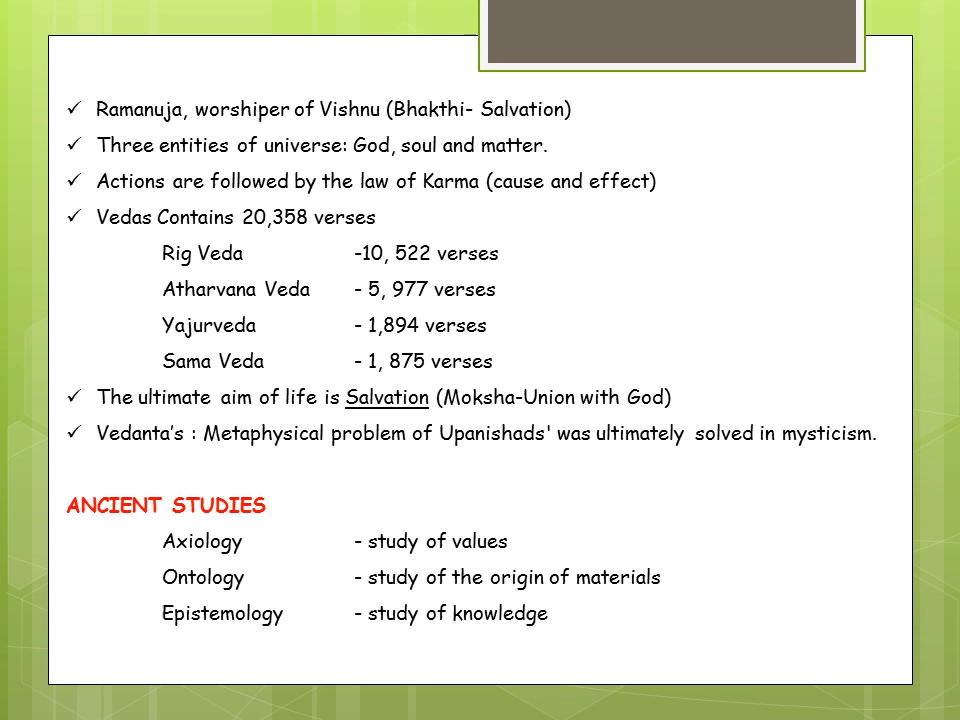 ✓ Ramanuja, worshiper of Vishnu (Bhakthi- Salvation)
✓ Three entities of universe: God, soul and matter.
✓ Actions are followed by the law of Karma (cause and effect)
✓ Vedas Contains 20,358 verses
Rig Veda -10, 522 verses
Atharvana Veda - 5, 977 verses
Yajurveda - 1,894 verses
Sama Veda - 1, 875 verses
✓ The ultimate aim of life is Salvation (Moksha-Union with God)
✓ Vedanta's : Metaphysical problem of Upanishads' was ultimately solved in mysticism.
ANCIENT STUDIES
Axiology - study of values
Ontology - study of the origin of materials
Epistemology - study of knowledge